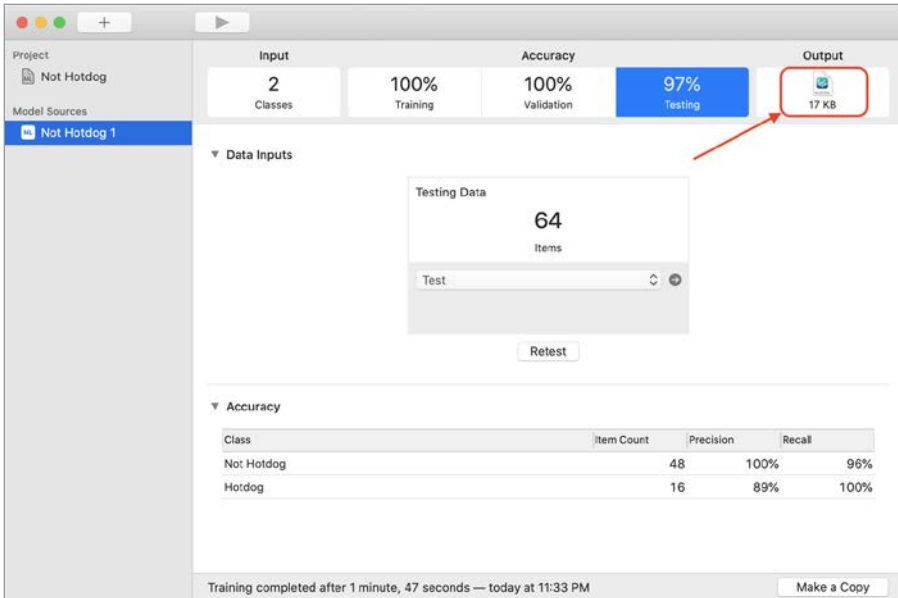 +
Project
Not Hotdog
Model Sources
NL Not Hotdog 1
Input Accuracy Output
2 100% 100% 97% 17 KB
Classes Training Validation Testing
Data Inputs
Testing Data
64
Items
Test
Retest
Accuracy
Class Item Count Precision Recall
Not Hotdog 48 100% 96%
Hotdog 16 89% 100%
Training completed after 1 minute, 47 seconds — today at 11:33 PM Make a Copy